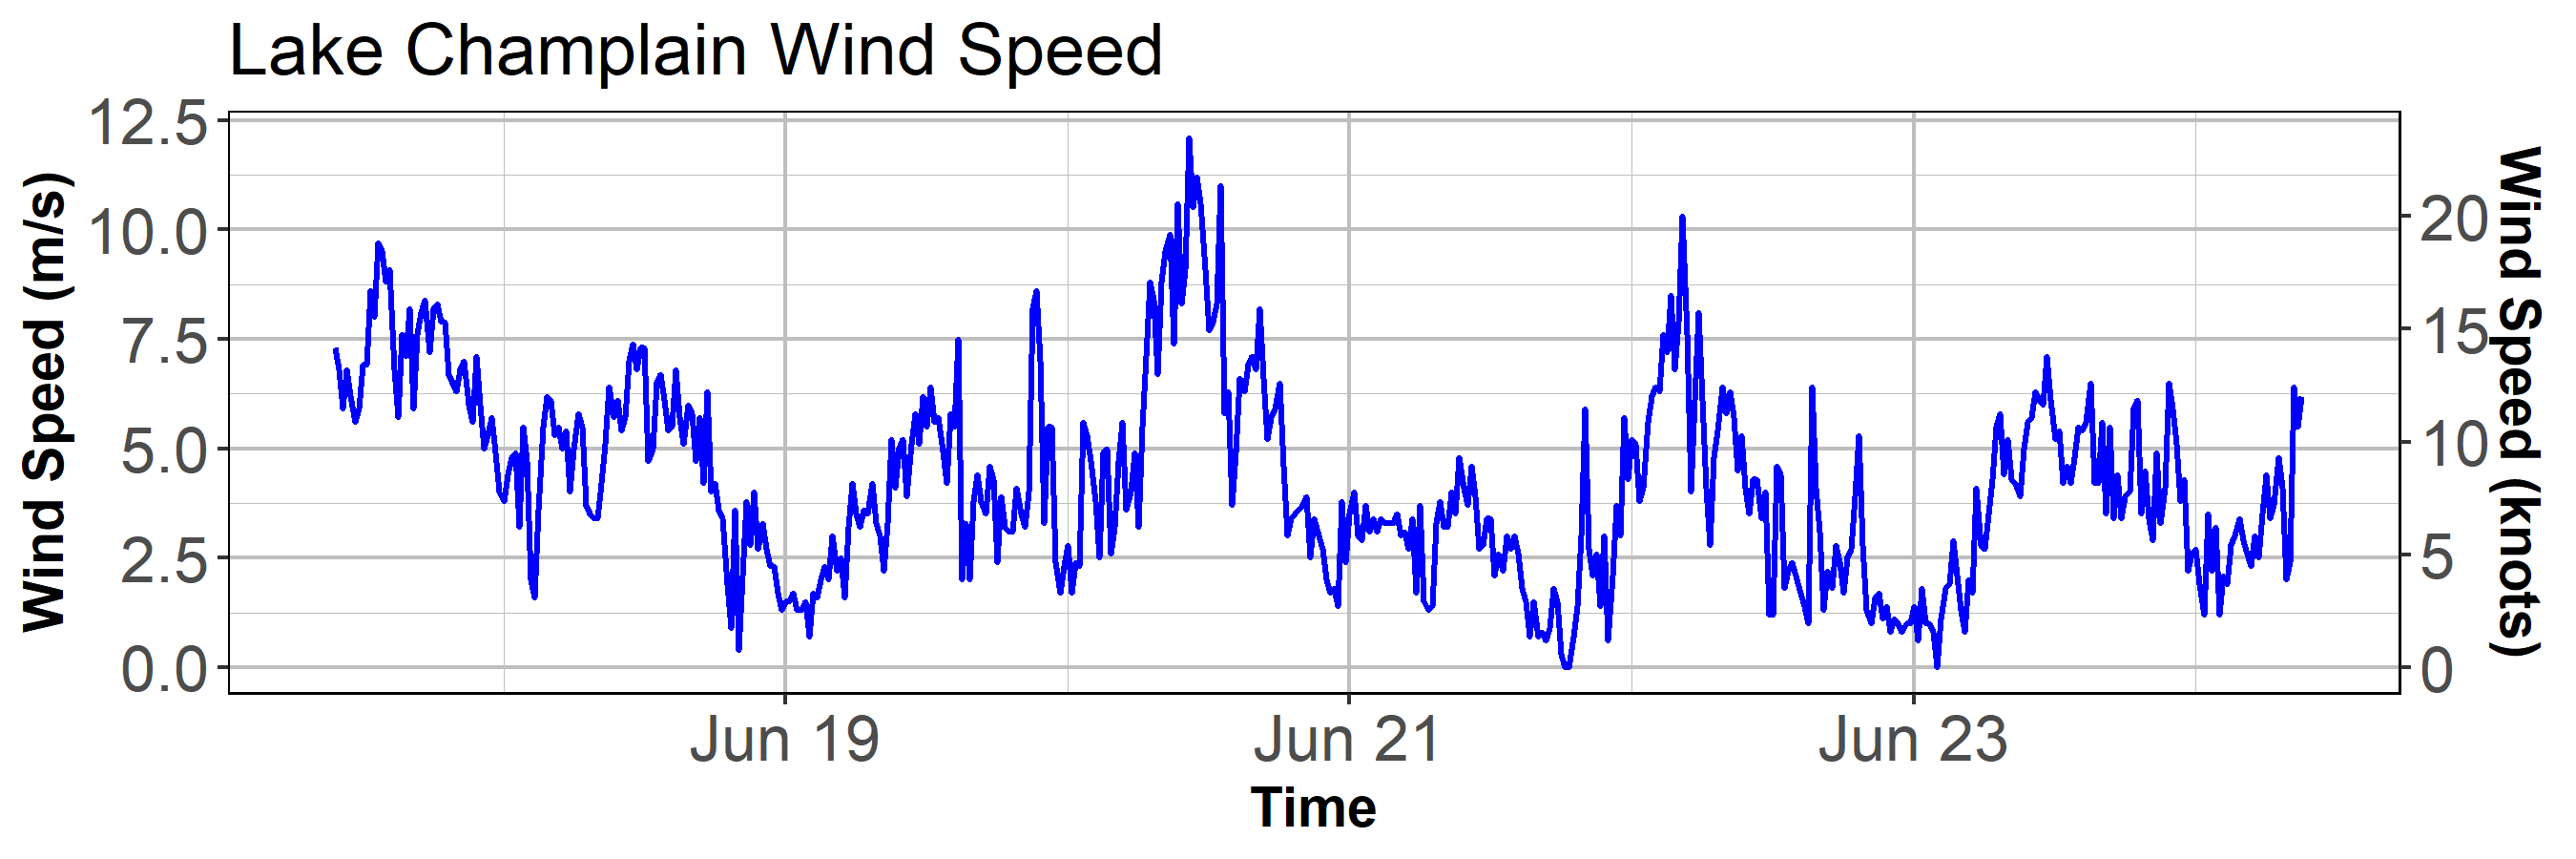 Lake Champlain Wind Speed
Wind Speed (m/s)
12.5
10.0
7.5
5.0
2.5
0.0
20
15
10
5
0
Wind Speed (knots)
Jun 19 Jun 21 Jun 23
Time